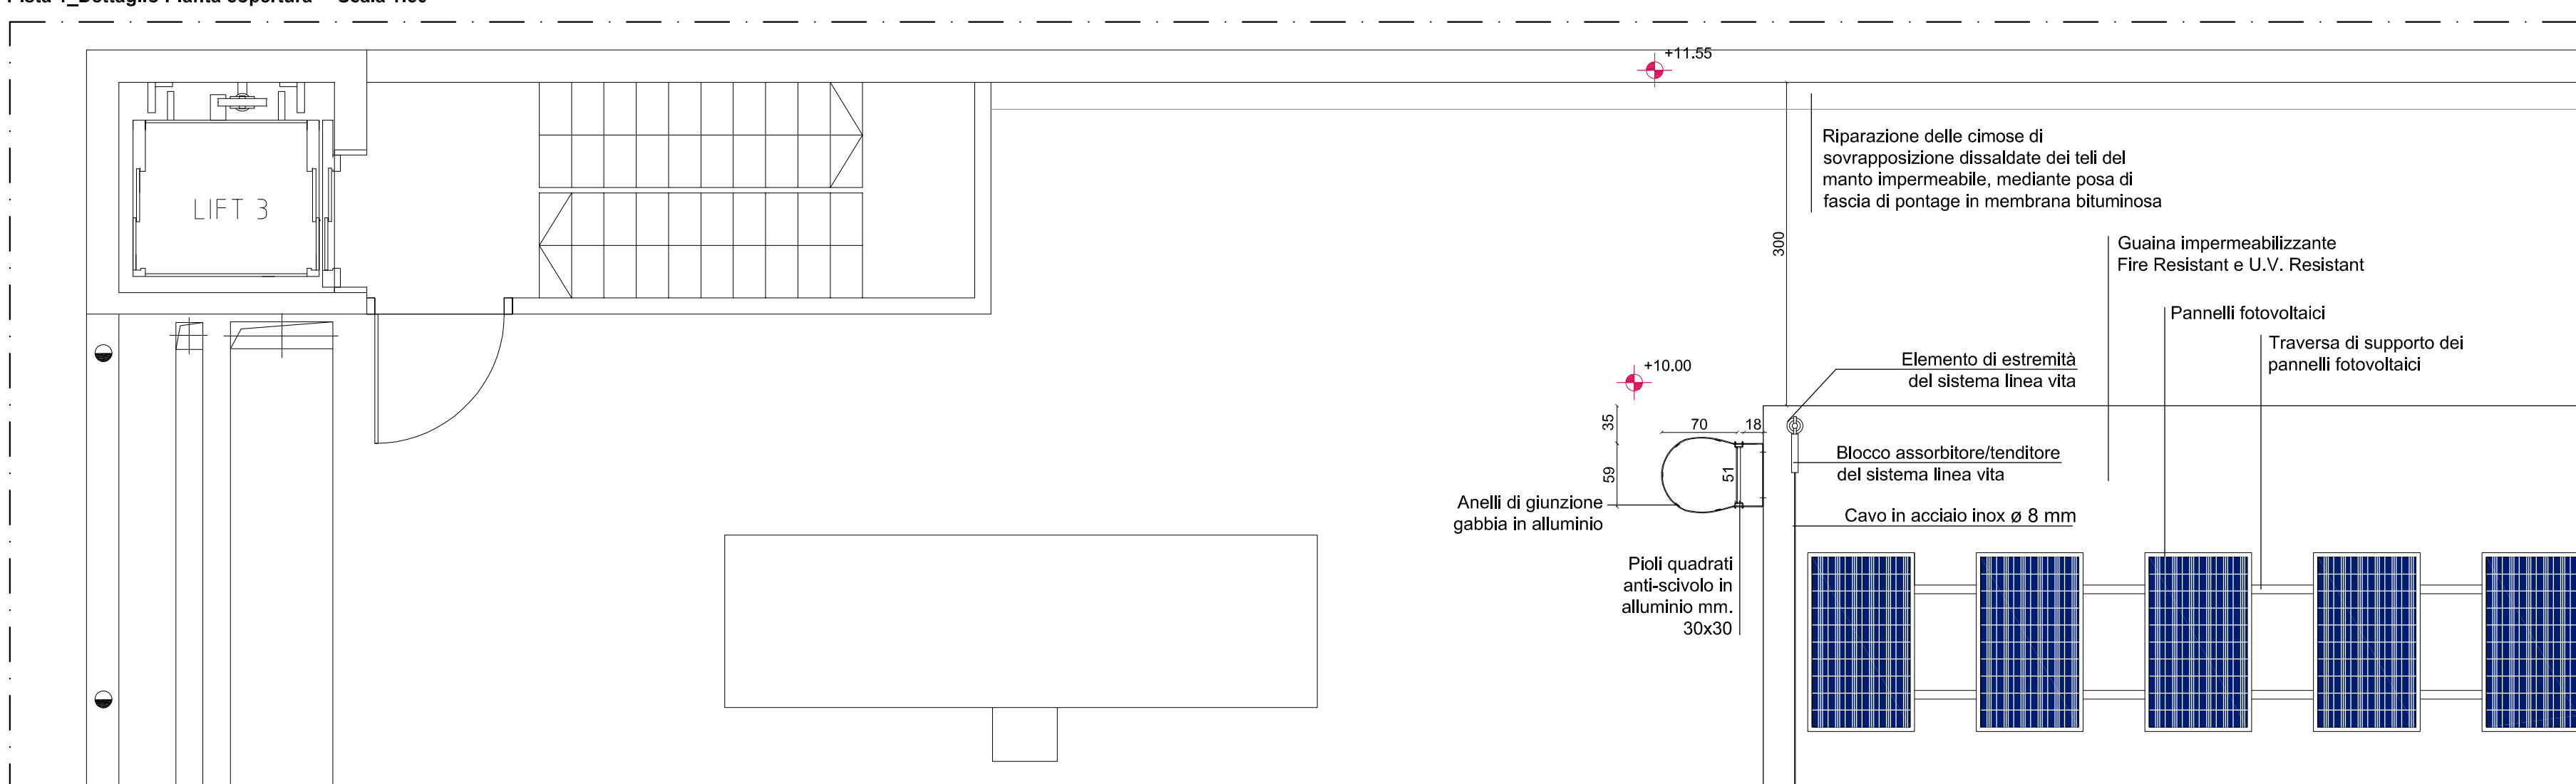 +11.55
LIFT 3
Riparazione delle cimose di
sovrapposizione dissaldate dei teli del
manto impermeabile, mediante posa di
fascia di pontage in membrana bituminosa
300
Guaina impermeabilizzante
Fire Resistant e U.V. Resistant
Pannelli fotovoltaici
Traversa di supporto dei
pannelli fotovoltaici
Elemento di estremità
del sistema linea vita
+10.00
35
70
18
59
51
Blocco assorbitore/tenditore
del sistema linea vita
Anelli di giunzione
gabbia in alluminio
Cavo in acciaio inox ø 8 mm
Pioli quadrati
anti-scivolo in
alluminio mm.
30x30